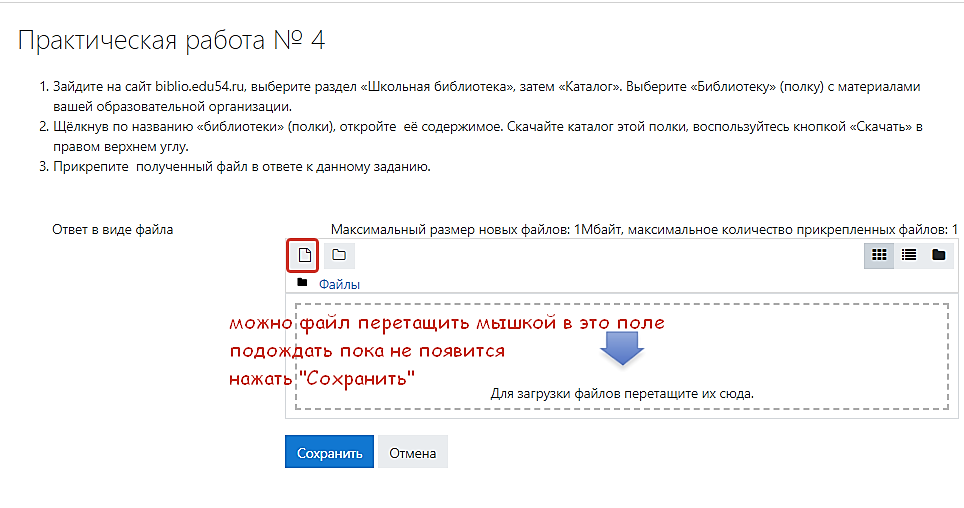 Практическая работа № 4
1. Зайдите на сайт biblio.edu54.ru, выберите раздел «Школьная библиотека», затем «Каталог». Выберите «Библиотеку» (полку) с материалами
вашей образовательной организации.
2. Щёлкнув по названию «библиотеки» (полки), откройте её содержимое. Скачайте каталог этой полки, воспользуйтесь кнопкой «Скачать» в
правом верхнем углу.
3. Прикрепите полученный файл в ответе к данному заданию.
Ответ в виде файла
Максимальный размер новых файлов: 1Мбайт, максимальное количество прикрепленных файлов: 1
Файлы
можно файл перетащить мышкой в это поле
подождать пока не появится
нажать "Сохранить"
Для загрузки файлов перетащите их сюда.
Сохранить Отмена